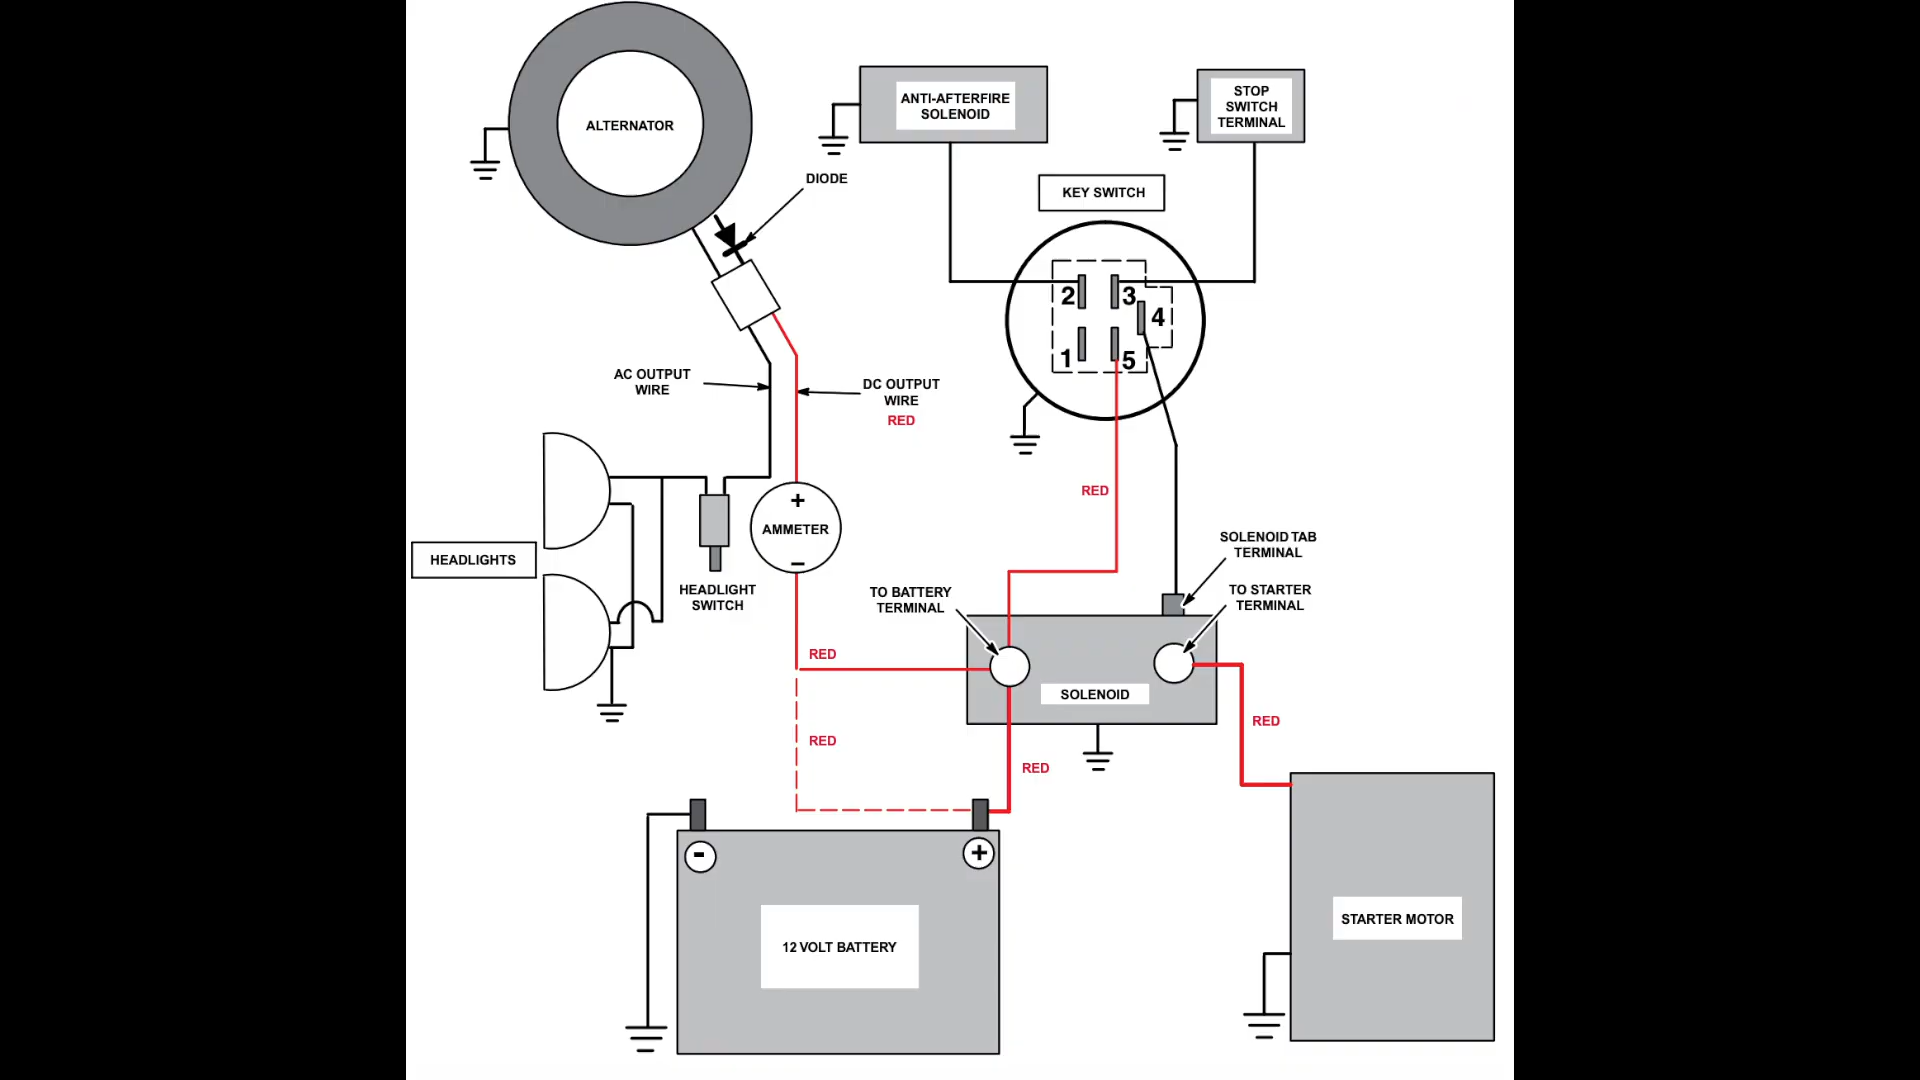 ALTERNATOR
ANTI-AFTERFIRE
SOLENOID
STOP
SWITCH
TERMINAL
DIODE
KEY SWITCH
2
3
4
1
5
AC OUTPUT
WIRE
DC OUTPUT
WIRE
RED
RED
+
AMMETER
−
HEADLIGHTS
HEADLIGHT
SWITCH
SOLENOID TAB
TERMINAL
TO BATTERY
TERMINAL
TO STARTER
TERMINAL
RED
SOLENOID
RED
RED
RED
-
+
12 VOLT BATTERY
STARTER MOTOR